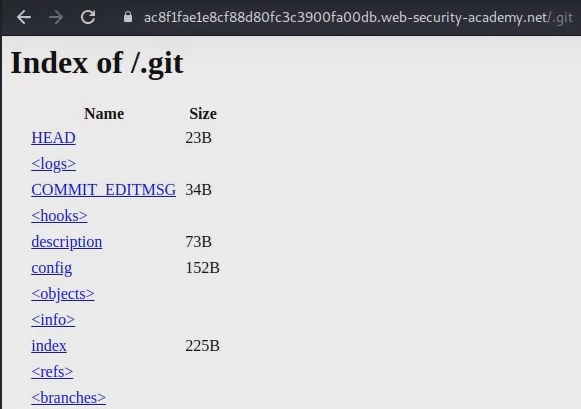 ac8f1fae1e8cf88d80fc3c3900fa00db.web-security-academy.net/.git
Index of /.git
Name Size
HEAD 23B
<logs>
COMMIT_EDITMSG 34B
<hooks>
description 73B
config 152B
<objects>
<info>
index 225B
<refs>
<branches>